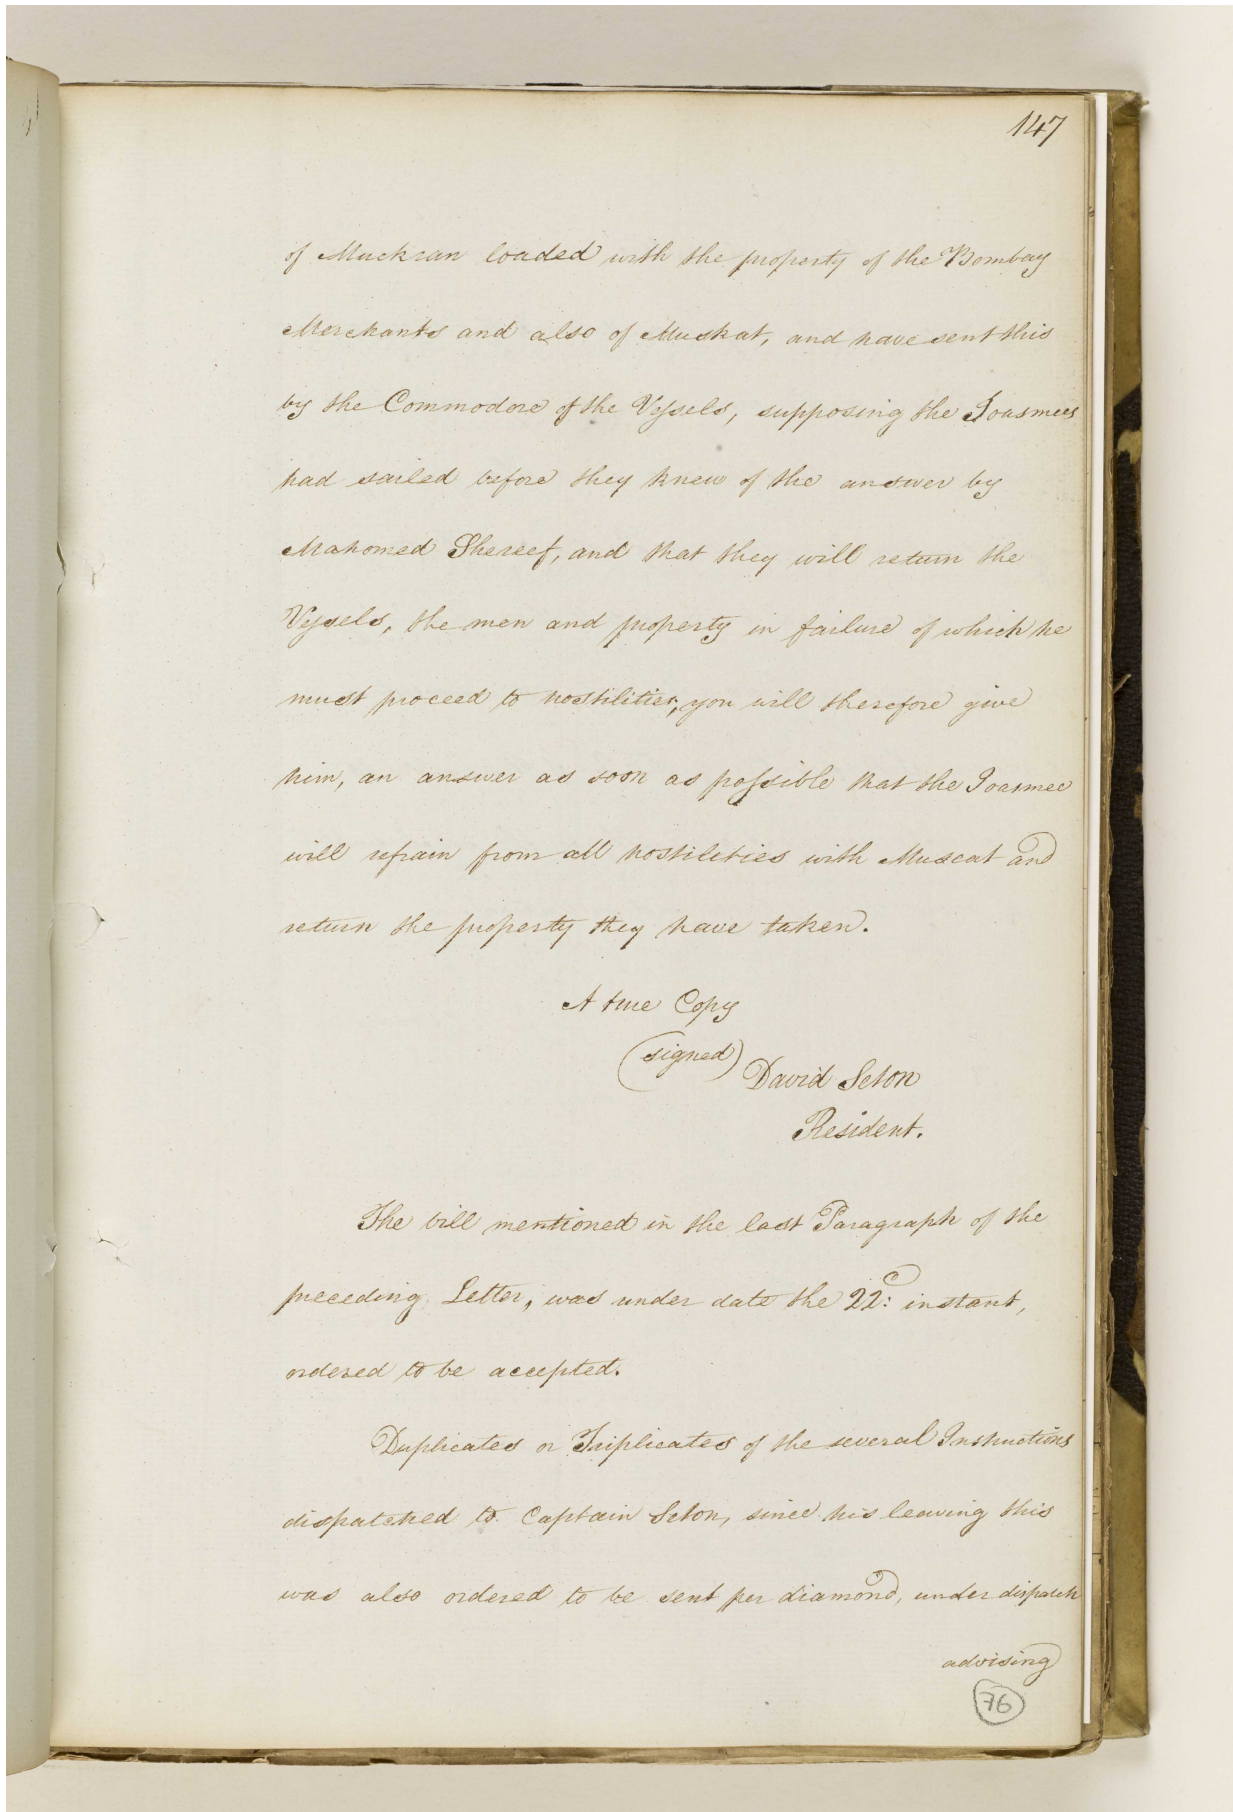 147
of Muckran loaded with the property of the Bombay
Merchants and also of Muskat, and have sent this
by the Commodore of the Vessels, supposing the Joasmees
had sailed before they knew of the answer by
Mahomed Shereef, and that they will return the
Vessels, the men and property in failure of which he
must proceed to hostilities, you will therefore give
him, an answer as soon as possible that the Joasmee
will refrain from all hostileties with Muscat and
return the property they have taken.
A true Copy
(signed) David Seton
Resident.
The bill mentioned in the last Paragraph of the
preceding Letter, was under date the 22d: instant,
ordered to be accepted.
Duplicates or Triplicates of the several Instructions
dispatched to Captain Seton, since his leaving this
was also ordered to be sent per diamond, under dispatch
advising
76